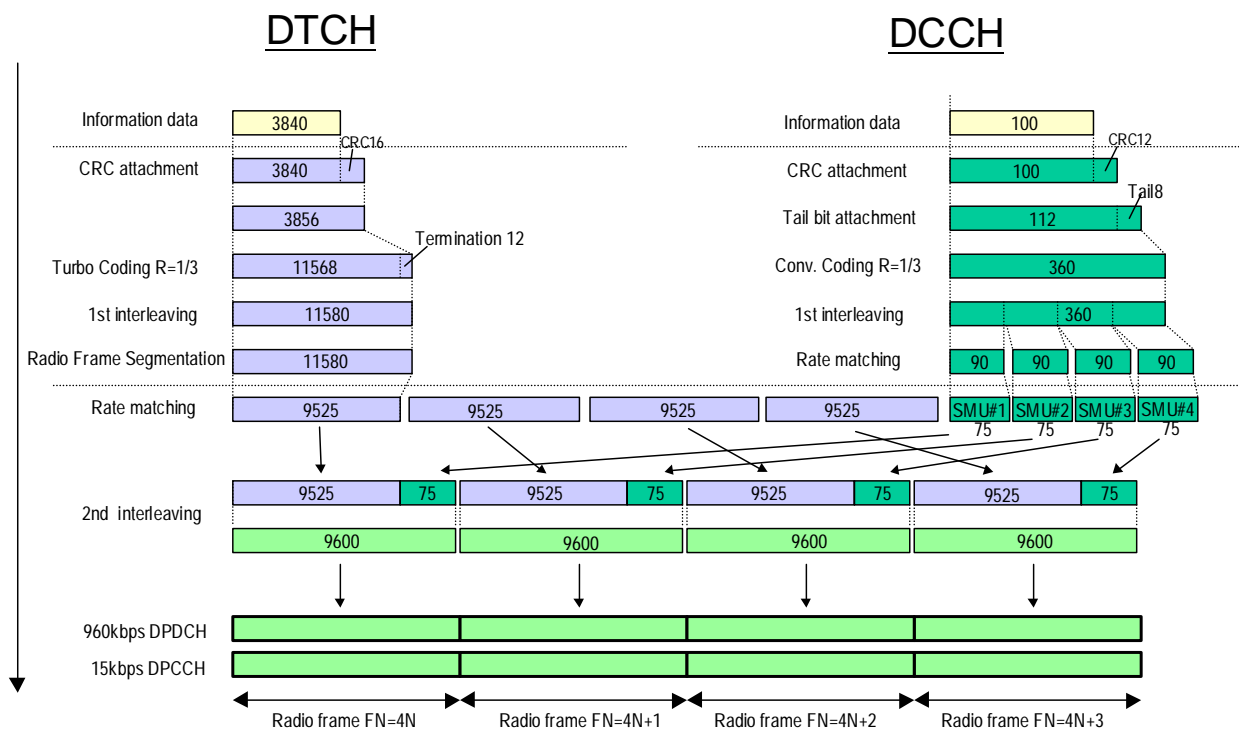 DTCH DCCH
Information data 3840 Information data 100
CRC16 CRC12
CRC attachment 3840 CRC attachment 100
3856 Tail bit attachment 112 Tail8
Termination 12
Turbo Coding R=1/3 11568 Conv. Coding R=1/3 360
1st interleaving 11580 1st interleaving 360
Radio Frame Segmentation 11580 Rate matching 90 90 90 90
Rate matching 9525 9525 9525 9525 SMU#1 SMU#2 SMU#3 SMU#4
75 75 75 75
9525 75 9525 75 9525 75 9525 75
2nd interleaving
9600 9600 9600 9600
960kbps DPDCH
15kbps DPCCH
Radio frame FN=4N Radio frame FN=4N+1 Radio frame FN=4N+2 Radio frame FN=4N+3